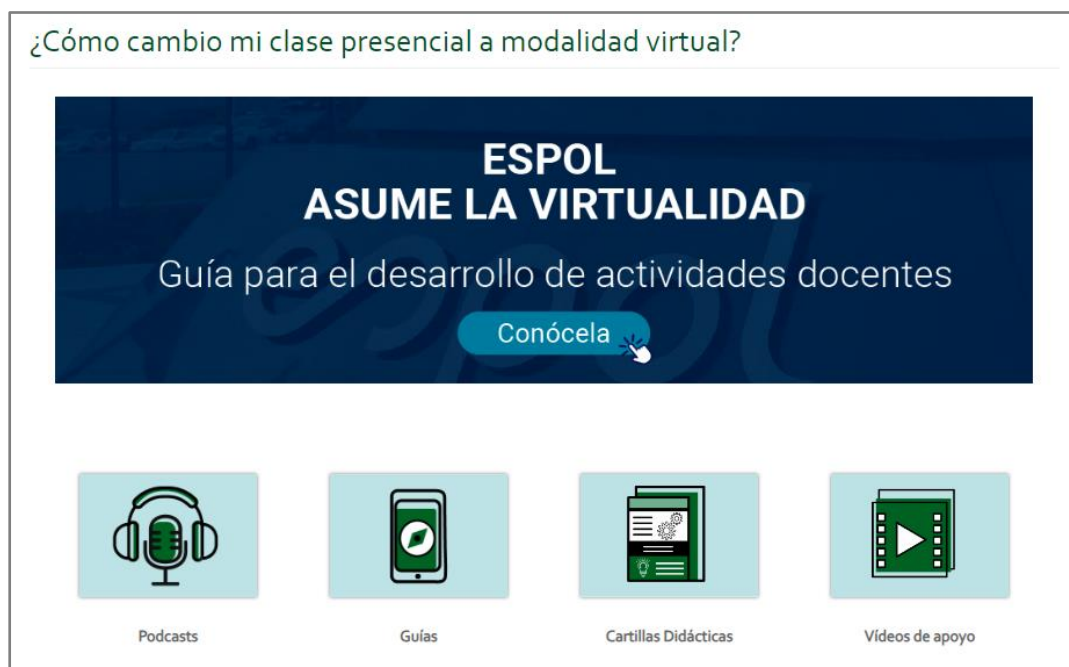 ¿Cómo cambio mi clase presencial a modalidad virtual?
ESPOL
ASUME LA VIRTUALIDAD
Guía para el desarrollo de actividades docentes
Conócela
espol
Podcasts
Guías
Cartillas Didácticas
Vídeos de apoyo